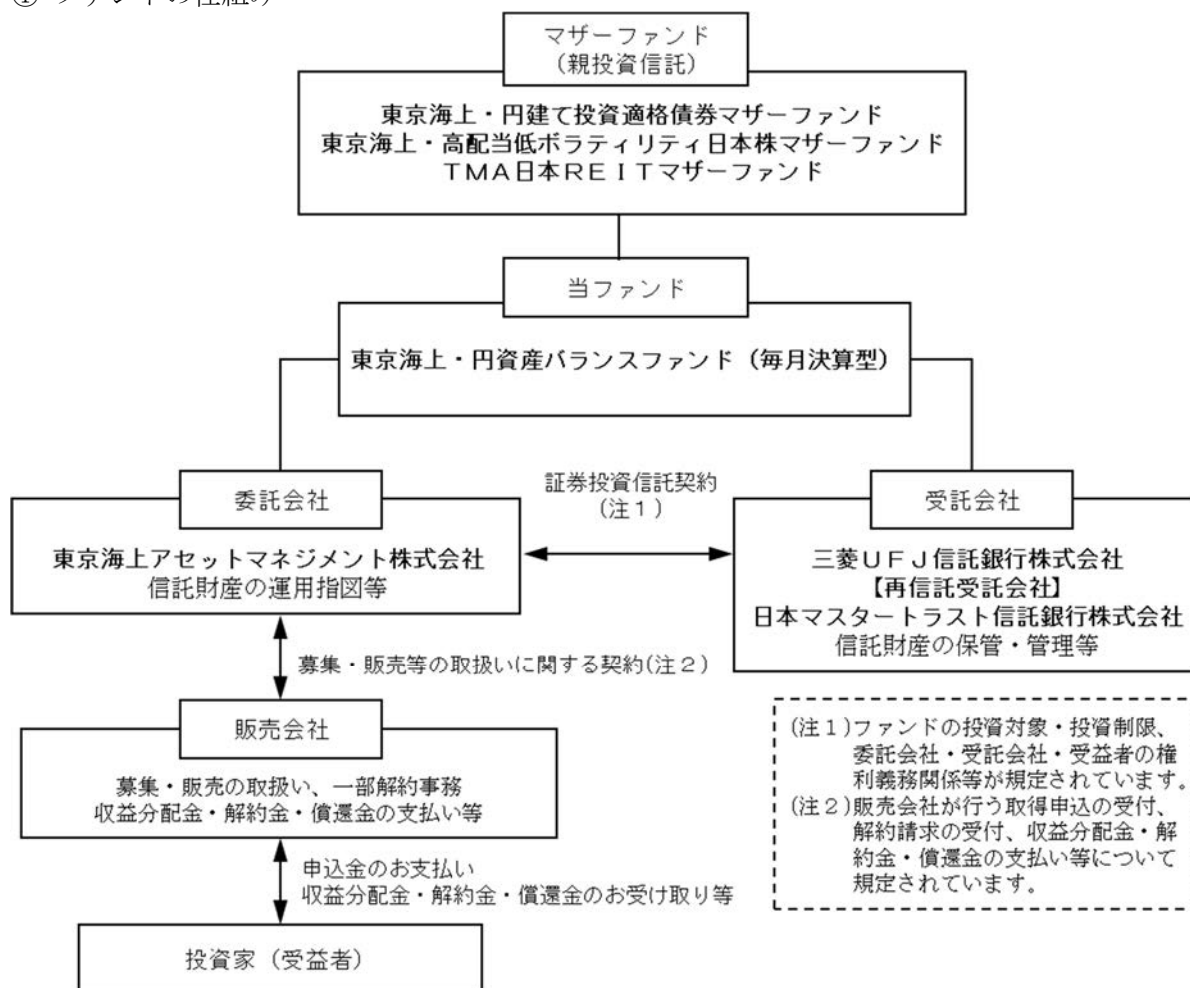 ① ファンドの仕組み
マザーファンド
(親投資信託)
東京海上・円建て投資適格債券マザーファンド
東京海上・高配当低ボラティリティ日本株マザーファンド
TMA日本REITマザーファンド
当ファンド
東京海上・円資産バランスファンド(毎月決算型)
委託会社
東京海上アセットマネジメント株式会社
信託財産の運用指図等
証券投資信託契約
(注1)
受託会社
三菱UFJ信託銀行株式会社
【再信託受託会社】
日本マスタートラスト信託銀行株式会社
信託財産の保管・管理等
募集・販売等の取扱いに関する契約(注2)
販売会社
募集・販売の取扱い、一部解約事務
収益分配金・解約金・償還金の支払い等
申込金のお支払い
収益分配金・解約金・償還金のお受け取り等
投資家(受益者)
(注1)ファンドの投資対象・投資制限、
委託会社・受託会社・受益者の権
利義務関係等が規定されています。
(注2)販売会社が行う取得申込の受付、
解約請求の受付、収益分配金・解
約金・償還金の支払い等について
規定されています。